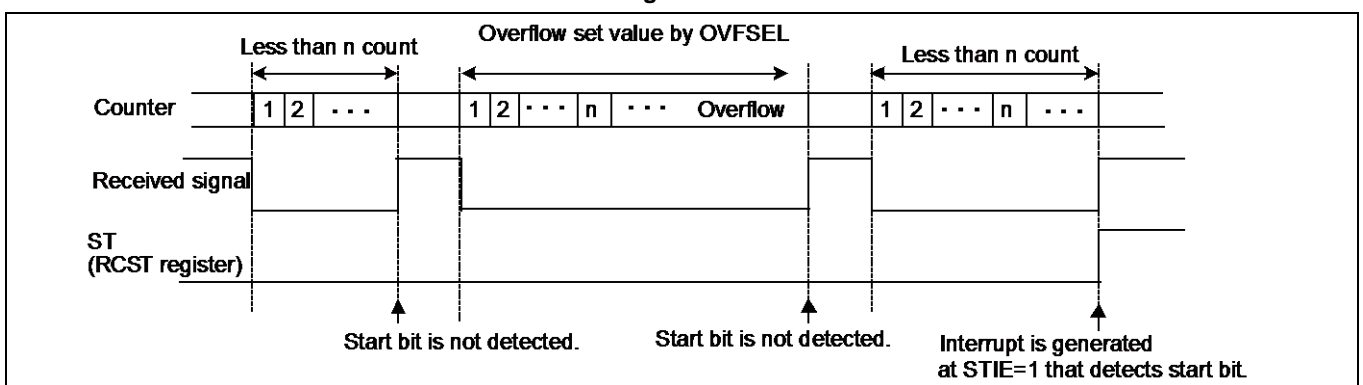 Less than n count
Overflow set value by OVFSEL
Less than n count
Counter
1 2 · · ·
1 2 · · · n · · · Overflow
1 2 · · · n · · ·
Received signal
ST
(RCST register)
Start bit is not detected.
Start bit is not detected.
Interrupt is generated
at STIE=1 that detects start bit.